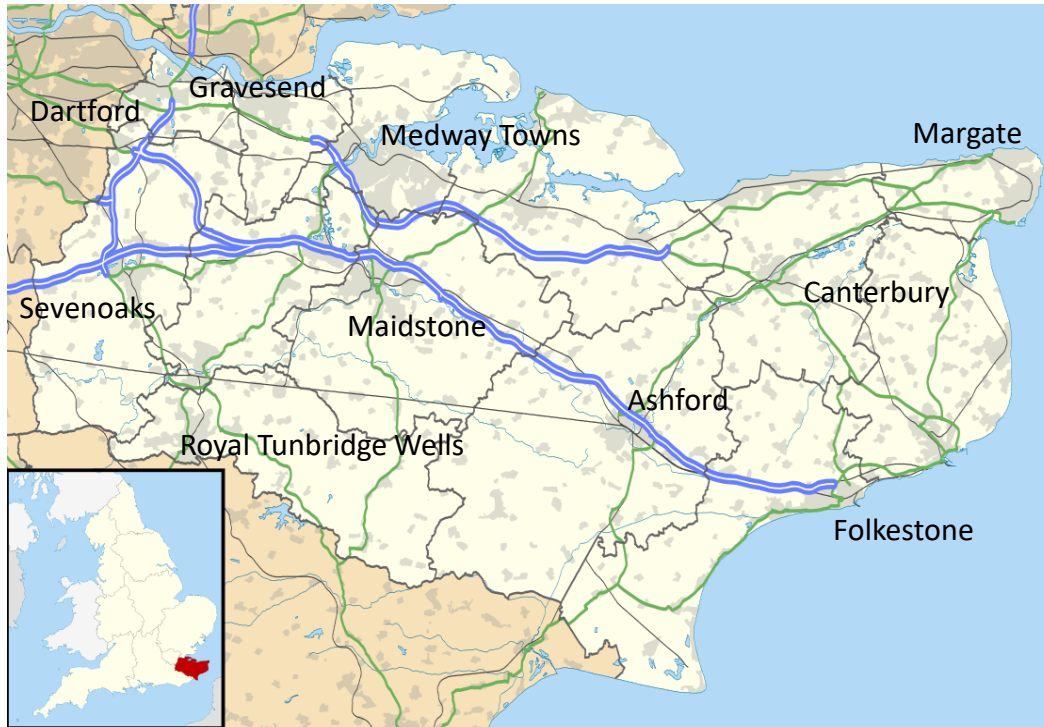 Gravesend
Dartford
Medway Towns
Margate
Canterbury
Sevenoaks
Maidstone
Ashford
Royal Tunbridge Wells
Folkestone